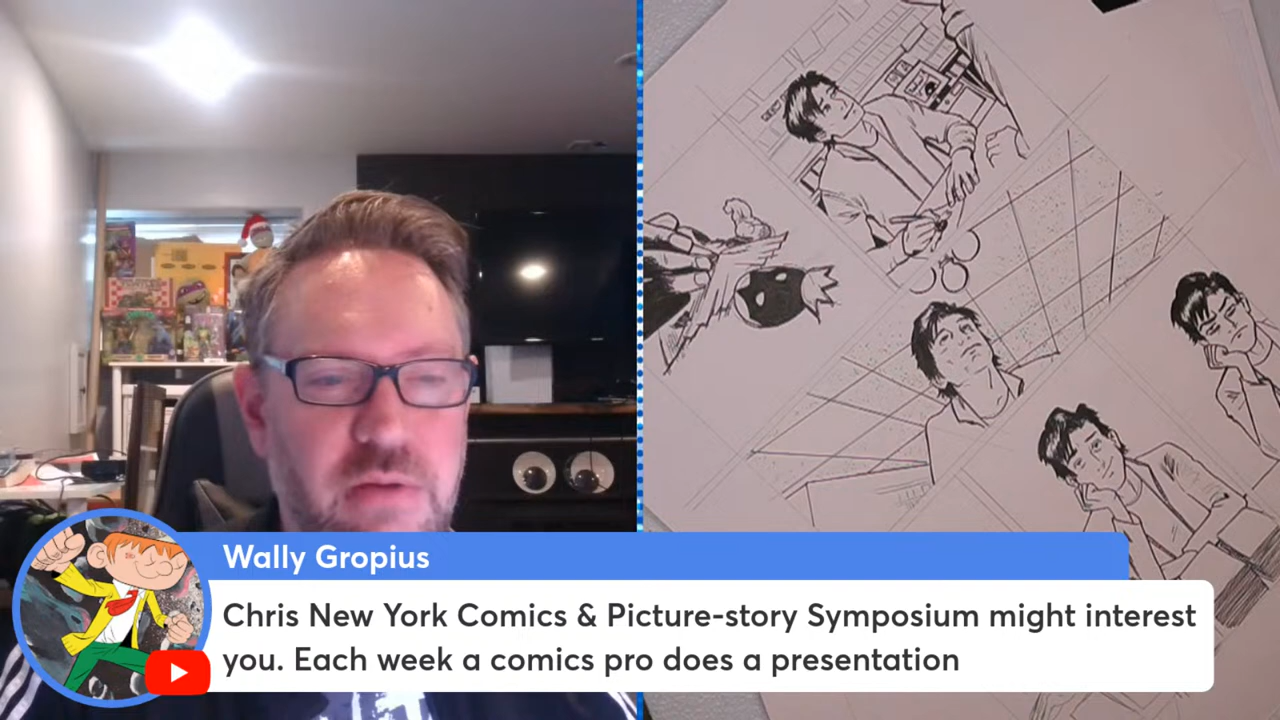 Wally Gropius
Chris New York Comics & Picture-story Symposium might interest
you. Each week a comics pro does a presentation